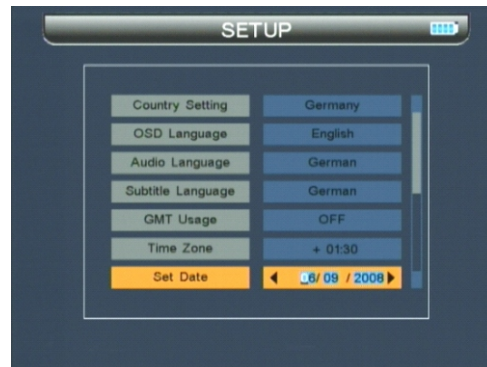 SETUP
Country Setting Germany
OSD Language English
Audio Language German
Subtitle Language German
GMT Usage OFF
Time Zone + 01:30
Set Date 06/ 09 / 2008